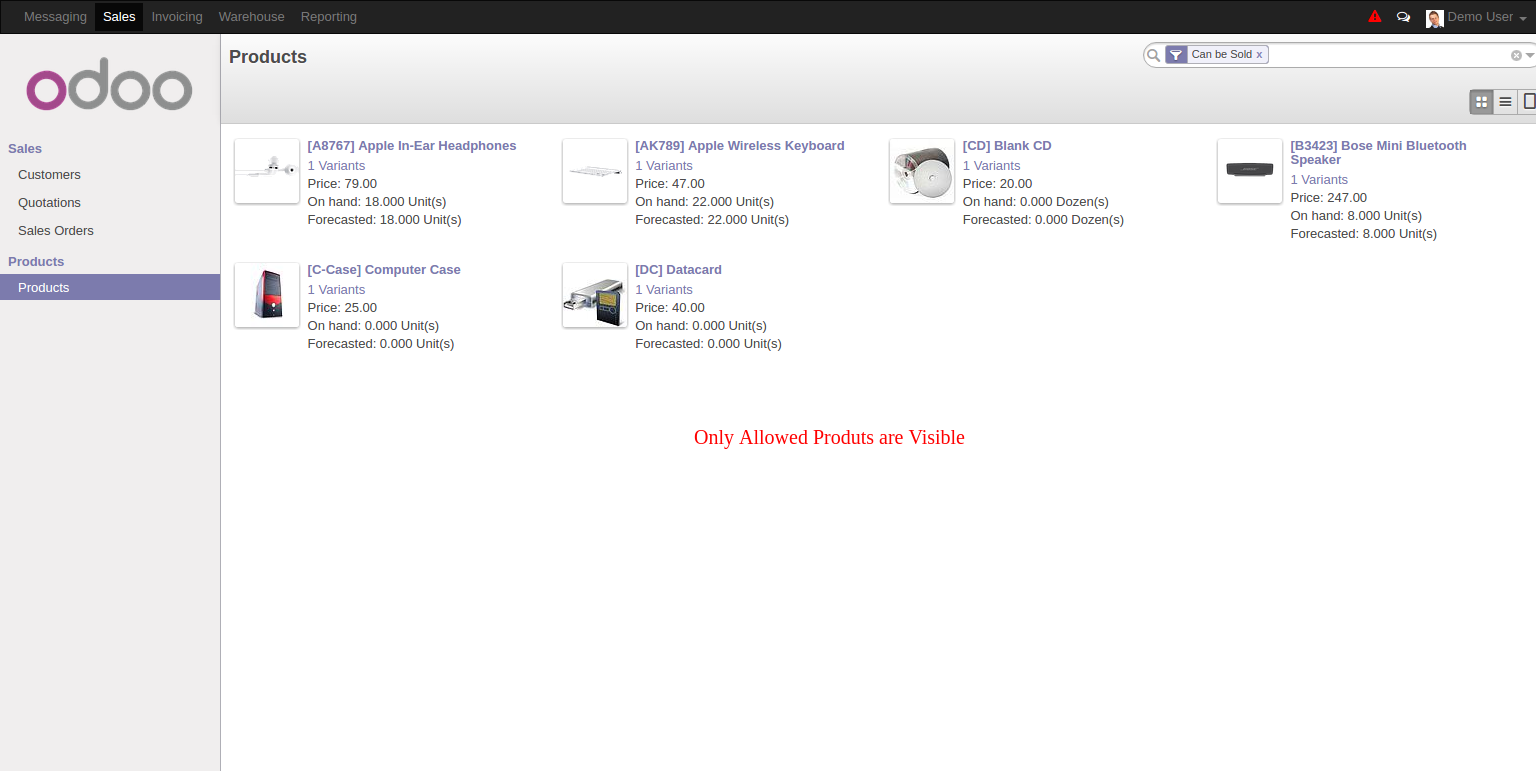 Messaging Sales Invoicing Warehouse Reporting Demo User
odoo
Products
Can be Sold x
Sales
Customers
Quotations
Sales Orders
Products
Products
[A8767] Apple In-Ear Headphones
1 Variants
Price: 79.00
On hand: 18.000 Unit(s)
Forecasted: 18.000 Unit(s)
[AK789] Apple Wireless Keyboard
1 Variants
Price: 47.00
On hand: 22.000 Unit(s)
Forecasted: 22.000 Unit(s)
[CD] Blank CD
1 Variants
Price: 20.00
On hand: 0.000 Dozen(s)
Forecasted: 0.000 Dozen(s)
[B3423] Bose Mini Bluetooth
Speaker
1 Variants
Price: 247.00
On hand: 8.000 Unit(s)
Forecasted: 8.000 Unit(s)
[C-Case] Computer Case
1 Variants
Price: 25.00
On hand: 0.000 Unit(s)
Forecasted: 0.000 Unit(s)
[DC] Datacard
1 Variants
Price: 40.00
On hand: 0.000 Unit(s)
Forecasted: 0.000 Unit(s)
Only Allowed Produts are Visible